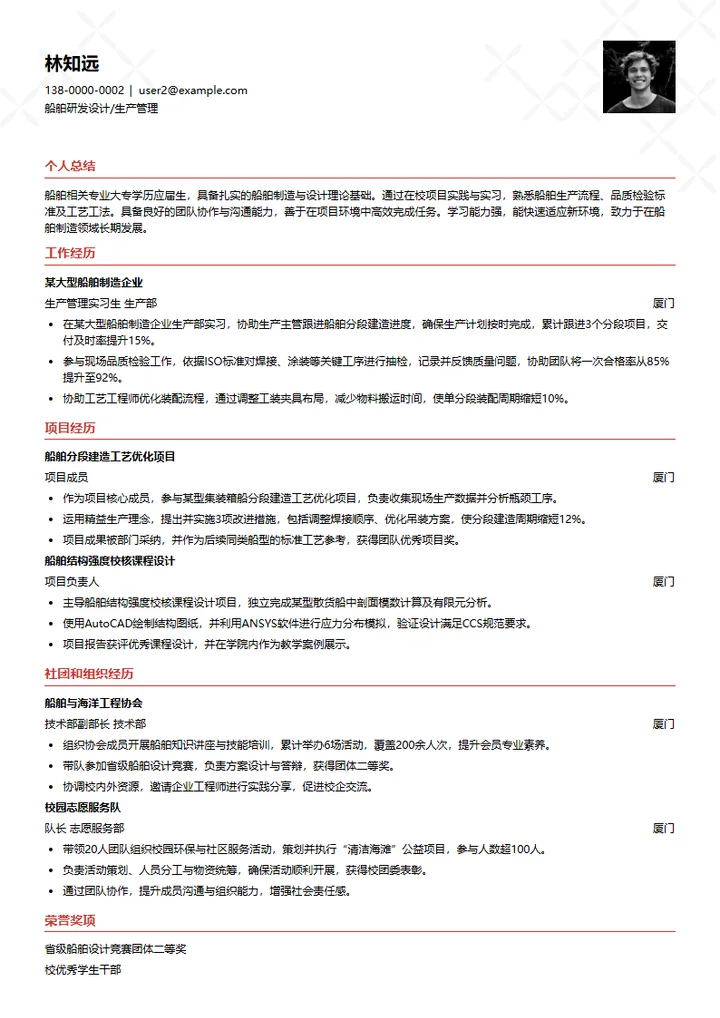 林知远
138-0000-0002 | user2@example.com
船舶研发设计/生产管理
个人总结
船舶相关专业大专学历应届生，具备扎实的船舶制造与设计理论基础。通过在校项目实践与实习，熟悉船舶生产流程、品质检验标
准及工艺工法。具备良好的团队协作与沟通能力，善于在项目环境中高效完成任务。学习能力强，能快速适应新环境，致力于在船
舶制造领域长期发展。
工作经历
某大型船舶制造企业
生产管理实习生 生产部 厦门
• 在某大型船舶制造企业生产部实习，协助生产主管跟进船舶分段建造进度，确保生产计划按时完成，累计跟进3个分段项目，交
付及时率提升15%。
• 参与现场品质检验工作，依据ISO标准对焊接、涂装等关键工序进行抽检，记录并反馈质量问题，协助团队将一次合格率从85%
提升至92%。
• 协助工艺工程师优化装配流程，通过调整工装夹具布局，减少物料搬运时间，使单分段装配周期缩短10%。
项目经历
船舶分段建造工艺优化项目
项目成员 厦门
• 作为项目核心成员，参与某型集装箱船分段建造工艺优化项目，负责收集现场生产数据并分析瓶颈工序。
• 运用精益生产理念，提出并实施3项改进措施，包括调整焊接顺序、优化吊装方案，使分段建造周期缩短12%。
• 项目成果被部门采纳，并作为后续同类船型的标准工艺参考，获得团队优秀项目奖。
船舶结构强度校核课程设计
项目负责人 厦门
• 主导船舶结构强度校核课程设计项目，独立完成某型散货船中剖面模数计算及有限元分析。
• 使用AutoCAD绘制结构图纸，并利用ANSYS软件进行应力分布模拟，验证设计满足CCS规范要求。
• 项目报告获评优秀课程设计，并在学院内作为教学案例展示。
社团和组织经历
船舶与海洋工程协会
技术部副部长 技术部 厦门
• 组织协会成员开展船舶知识讲座与技能培训，累计举办6场活动，覆盖200余人次，提升会员专业素养。
• 带队参加省级船舶设计竞赛，负责方案设计与答辩，获得团体二等奖。
• 协调校内外资源，邀请企业工程师进行实践分享，促进校企交流。
校园志愿服务队
队长 志愿服务部 厦门
• 带领20人团队组织校园环保与社区服务活动，策划并执行“清洁海滩”公益项目，参与人数超100人。
• 负责活动策划、人员分工与物资统筹，确保活动顺利开展，获得校团委表彰。
• 通过团队协作，提升成员沟通与组织能力，增强社会责任感。
荣誉奖项
省级船舶设计竞赛团体二等奖
校优秀学生干部